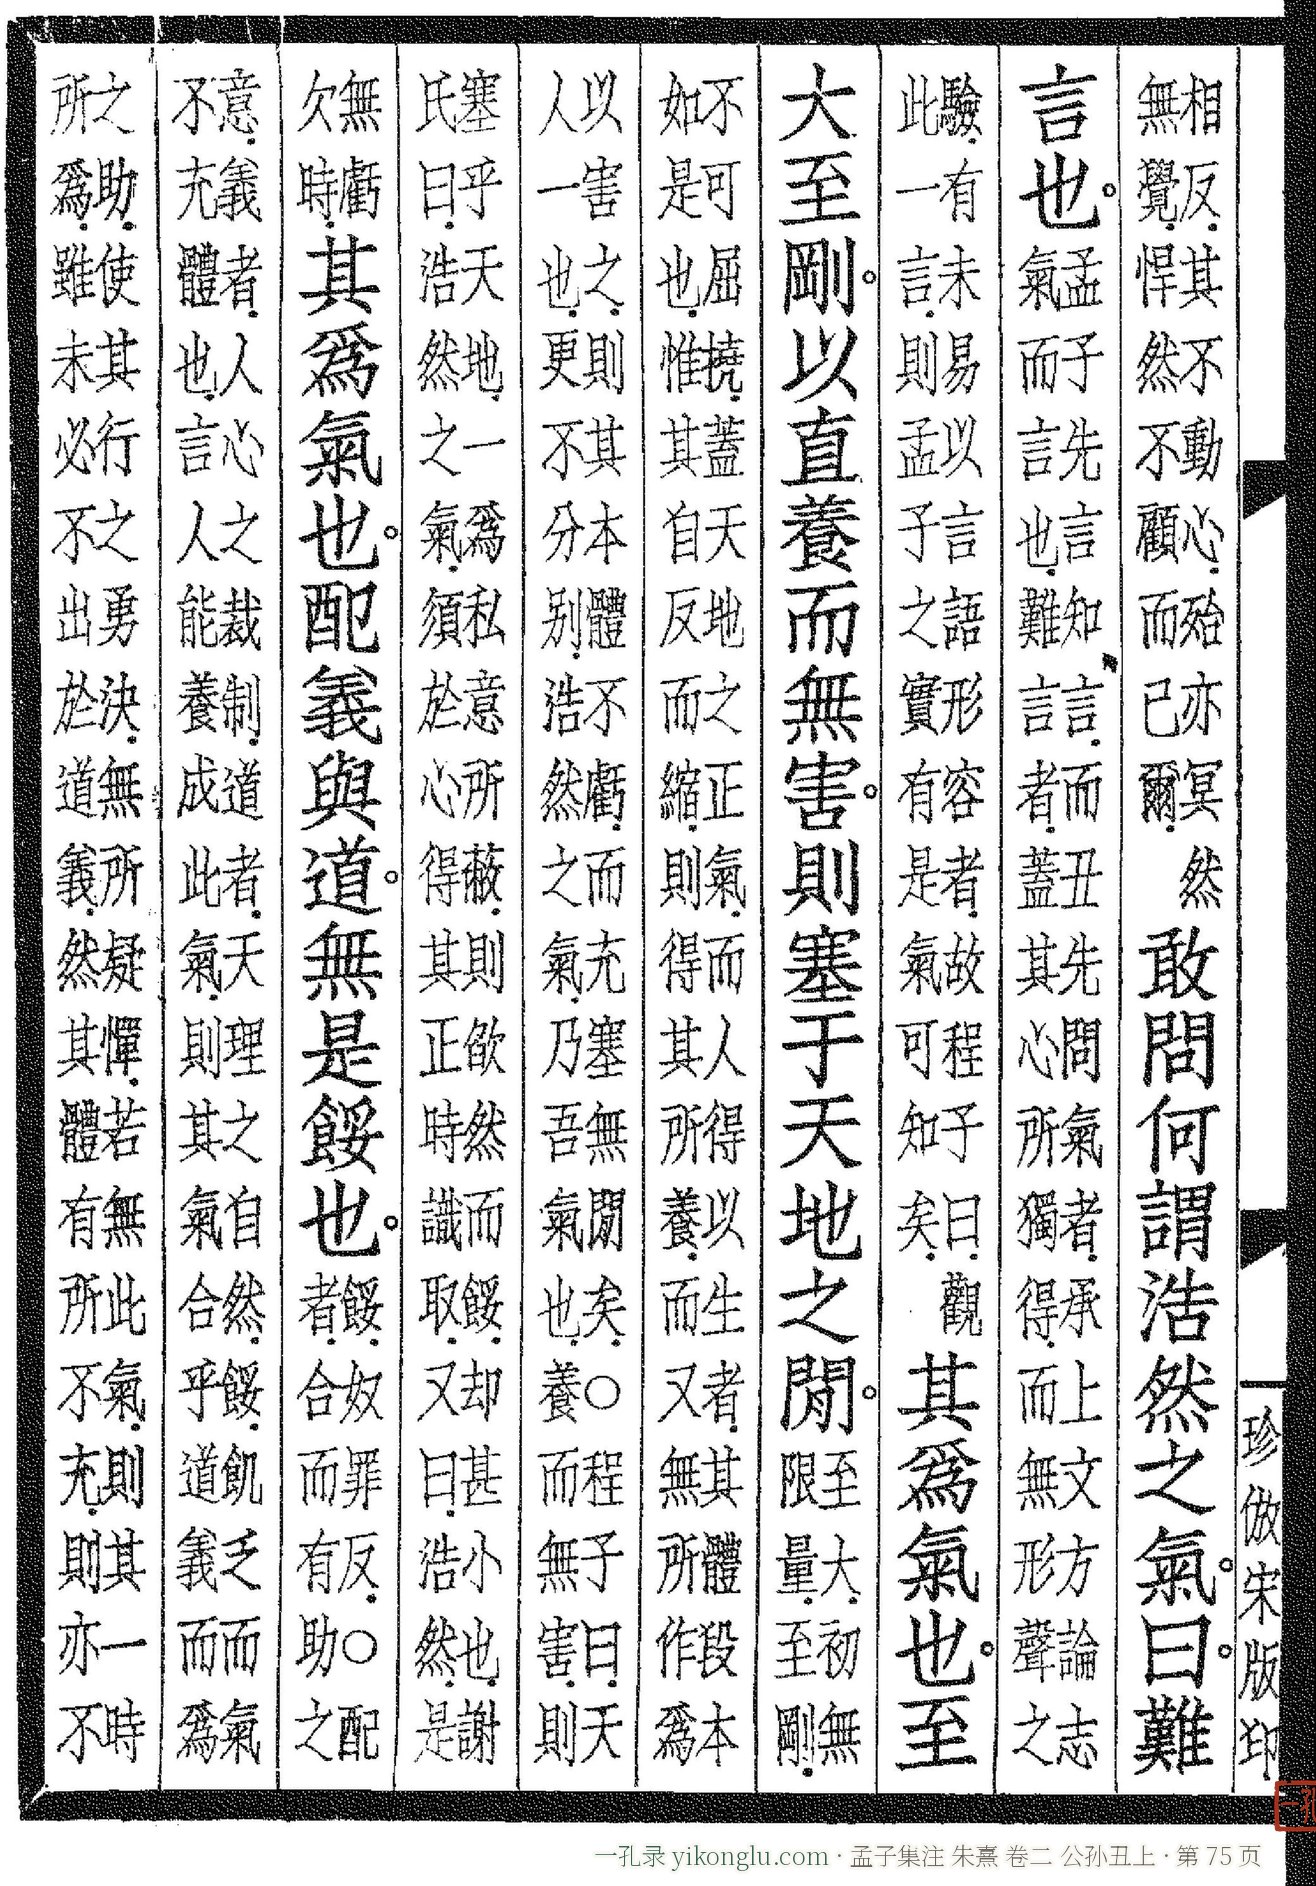 珍倣宋版印
相反。其不動心。殆亦冥然
無覺。悍然不顧而已爾。
敢問何謂浩然之氣。曰。難
言也。
孟子先言知言。而丑先問氣者。承上文方論志
氣而言也。難言者。蓋其心所獨得。而無形聲之
驗。有未易以言語形容者。故程子曰。觀
此一言。則孟子之實有是氣可知矣。
其爲氣也。至
大至剛。以直養而無害。則塞于天地之閒。
至大。初無
限量。至剛。
不可屈撓。蓋天地之正氣。而人得以生者。其體段本
如是也。惟其自反而縮。則得其所養。而又無所作爲
以害之。則其本體不虧。而充塞無閒矣。○程子曰。天
人一也。更不分别。浩然之氣。乃吾氣也。養而無害。則
塞乎天地。一爲私意所蔽。則欿然而餒。却甚小也。謝
氏曰。浩然之氣。須於心得其正時識取。又曰。浩然。是
無虧
欠時。
其爲氣也。配義與道。無是餒也。
餒。奴罪反。○配
者。合而有助之
意。義者。人心之裁制。道者。天理之自然。餒。飢乏而氣
不充體也。言人能養成此氣。則其氣合乎道義而爲
之助。使其行之勇決。無所疑憚。若無此氣。則其一時
所爲。雖未必不出於道義。然其體有所不充。則亦不
一孔录 yikonglu.com · 孟子集注 朱熹 卷二 公孙丑上 · 第 75 页